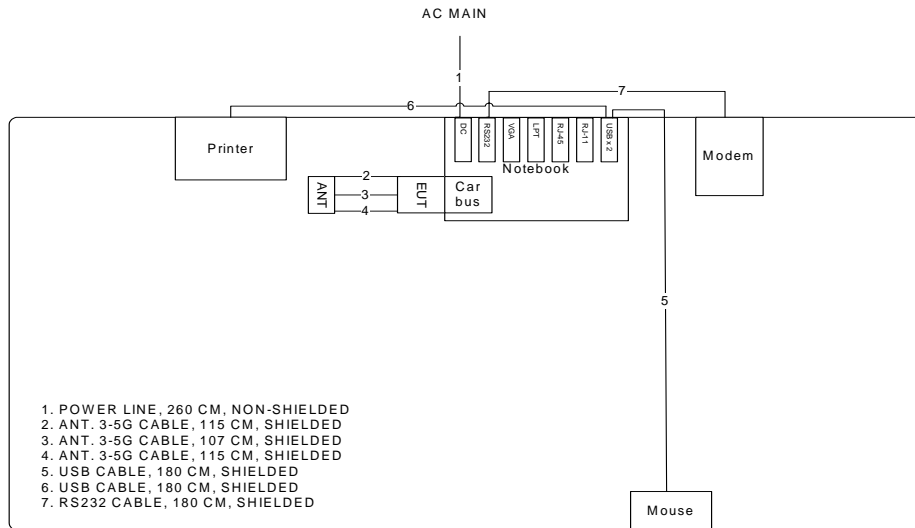 AC MAIN
1
7
6
Printer
DC
RS232
VGA
LPT
RJ-45
RJ-11
USB x 2
Notebook
Modem
ANT
2
3
4
EUT
Car
bus
5
1. POWER LINE, 260 CM, NON-SHIELDED
2. ANT. 3-5G CABLE, 115 CM, SHIELDED
3. ANT. 3-5G CABLE, 107 CM, SHIELDED
4. ANT. 3-5G CABLE, 115 CM, SHIELDED
5. USB CABLE, 180 CM, SHIELDED
6. USB CABLE, 180 CM, SHIELDED
7. RS232 CABLE, 180 CM, SHIELDED
Mouse